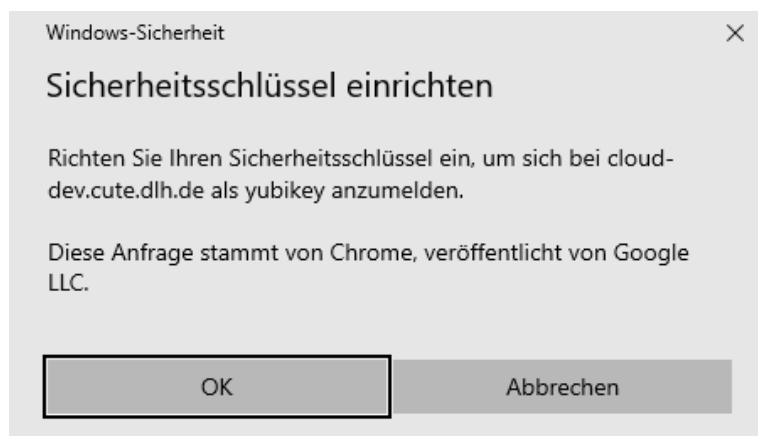 Windows-Sicherheit
Sicherheitsschlüssel einrichten
Richten Sie Ihren Sicherheitsschlüssel ein, um sich bei cloud-
dev.cute.dlh.de als yubikey anzumelden.
Diese Anfrage stammt von Chrome, veröffentlicht von Google
LLC.
OK
Abbrechen